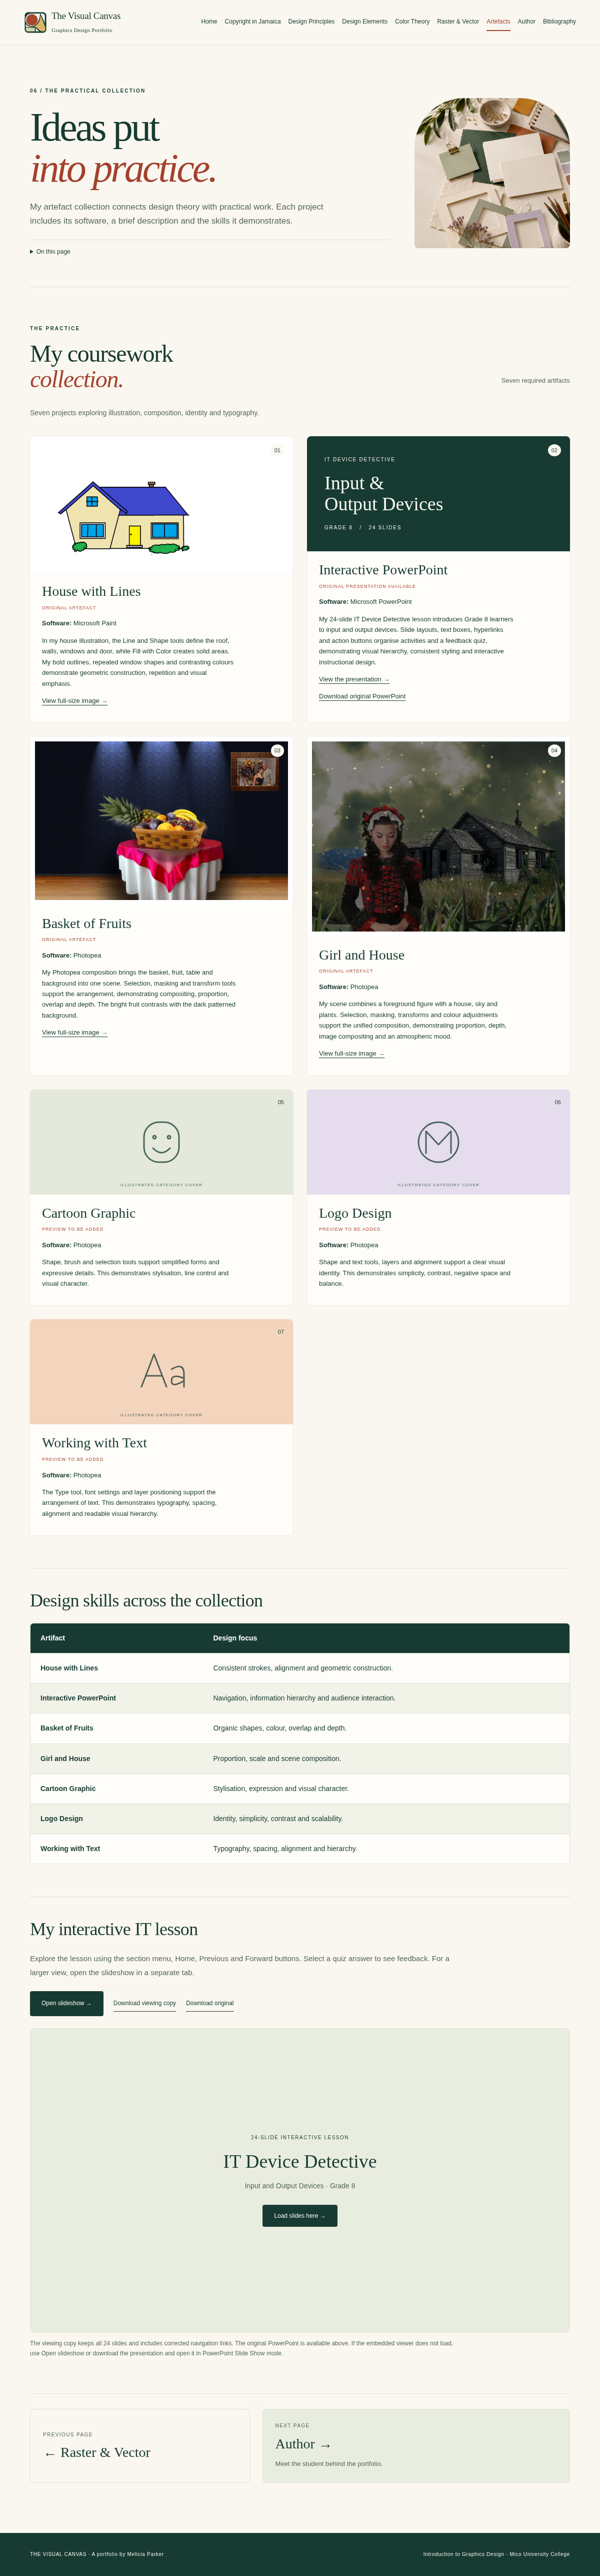 The Visual Canvas
Graphics Design Portfolio
Home Copyright in Jamaica Design Principles Design Elements Color Theory Raster & Vector Artefacts Author Bibliography
06 / THE PRACTICAL COLLECTION
Ideas put
into practice.
My artefact collection connects design theory with practical work. Each project
includes its software, a brief description and the skills it demonstrates.
▶ On this page
THE PRACTICE
My coursework
collection.
Seven required artifacts
Seven projects exploring illustration, composition, identity and typography.
01
House with Lines
ORIGINAL ARTEFACT
Software: Microsoft Paint
In my house illustration, the Line and Shape tools define the roof,
walls, windows and door, while Fill with Color creates solid areas.
My bold outlines, repeated window shapes and contrasting colours
demonstrate geometric construction, repetition and visual
emphasis.
View full-size image →
02
IT DEVICE DETECTIVE
Input &
Output Devices
GRADE 8 / 24 SLIDES
Interactive PowerPoint
ORIGINAL PRESENTATION AVAILABLE
Software: Microsoft PowerPoint
My 24-slide IT Device Detective lesson introduces Grade 8 learners
to input and output devices. Slide layouts, text boxes, hyperlinks
and action buttons organise activities and a feedback quiz,
demonstrating visual hierarchy, consistent styling and interactive
instructional design.
View the presentation →
Download original PowerPoint
03
Basket of Fruits
ORIGINAL ARTEFACT
Software: Photopea
My Photopea composition brings the basket, fruit, table and
background into one scene. Selection, masking and transform tools
support the arrangement, demonstrating compositing, proportion,
overlap and depth. The bright fruit contrasts with the dark patterned
background.
View full-size image →
04
Girl and House
ORIGINAL ARTEFACT
Software: Photopea
My scene combines a foreground figure with a house, sky and
plants. Selection, masking, transforms and colour adjustments
support the unified composition, demonstrating proportion, depth,
image compositing and an atmospheric mood.
View full-size image →
05
ILLUSTRATED CATEGORY COVER
Cartoon Graphic
PREVIEW TO BE ADDED
Software: Photopea
Shape, brush and selection tools support simplified forms and
expressive details. This demonstrates stylisation, line control and
visual character.
06
ILLUSTRATED CATEGORY COVER
Logo Design
PREVIEW TO BE ADDED
Software: Photopea
Shape and text tools, layers and alignment support a clear visual
identity. This demonstrates simplicity, contrast, negative space and
balance.
07
Aa
ILLUSTRATED CATEGORY COVER
Working with Text
PREVIEW TO BE ADDED
Software: Photopea
The Type tool, font settings and layer positioning support the
arrangement of text. This demonstrates typography, spacing,
alignment and readable visual hierarchy.
Design skills across the collection
Artifact Design focus
House with Lines Consistent strokes, alignment and geometric construction.
Interactive PowerPoint Navigation, information hierarchy and audience interaction.
Basket of Fruits Organic shapes, colour, overlap and depth.
Girl and House Proportion, scale and scene composition.
Cartoon Graphic Stylisation, expression and visual character.
Logo Design Identity, simplicity, contrast and scalability.
Working with Text Typography, spacing, alignment and hierarchy.
My interactive IT lesson
Explore the lesson using the section menu, Home, Previous and Forward buttons. Select a quiz answer to see feedback. For a
larger view, open the slideshow in a separate tab.
Open slideshow → Download viewing copy Download original
24-SLIDE INTERACTIVE LESSON
IT Device Detective
Input and Output Devices · Grade 8
Load slides here →
The viewing copy keeps all 24 slides and includes corrected navigation links. The original PowerPoint is available above. If the embedded viewer does not load,
use Open slideshow or download the presentation and open it in PowerPoint Slide Show mode.
PREVIOUS PAGE
← Raster & Vector
NEXT PAGE
Author →
Meet the student behind the portfolio.
THE VISUAL CANVAS · A portfolio by Melicia Parker
Introduction to Graphics Design · Mico University College